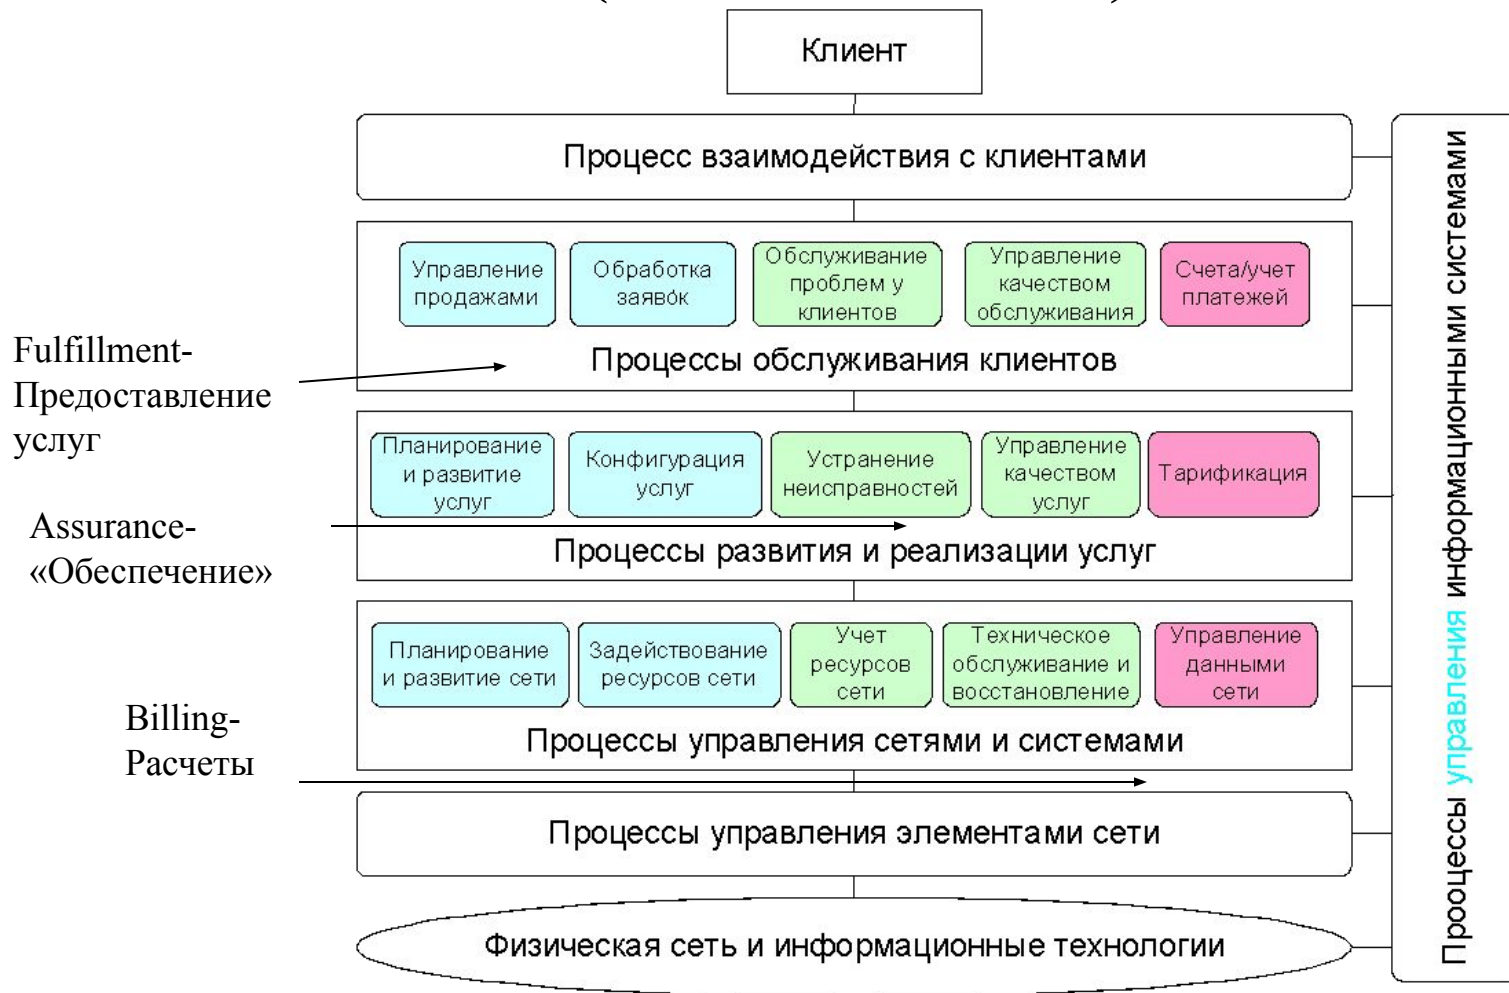 Клиент
Процесс взаимодействия с клиентами
Управление
продажами
Обработка
заявок
Обслуживание
проблем у
клиентов
Управление
качеством
обслуживания
Счета/учет
платежей
Процессы обслуживания клиентов
Fulfillment-
Предоставление
услуг
Планирование
и развитие
услуг
Конфигурация
услуг
Устранение
неисправностей
Управление
качеством
услуг
Тарификация
Процессы развития и реализации услуг
Assurance-
«Обеспечение»
Планирование
и развитие сети
Задействование
ресурсов сети
Учет
ресурсов
сети
Техническое
обслуживание и
восстановление
Управление
данными
сети
Процессы управления сетями и системами
Billing-
Расчеты
Процессы управления элементами сети
Физическая сеть и информационные технологии
Прооцессы управления информационными системами